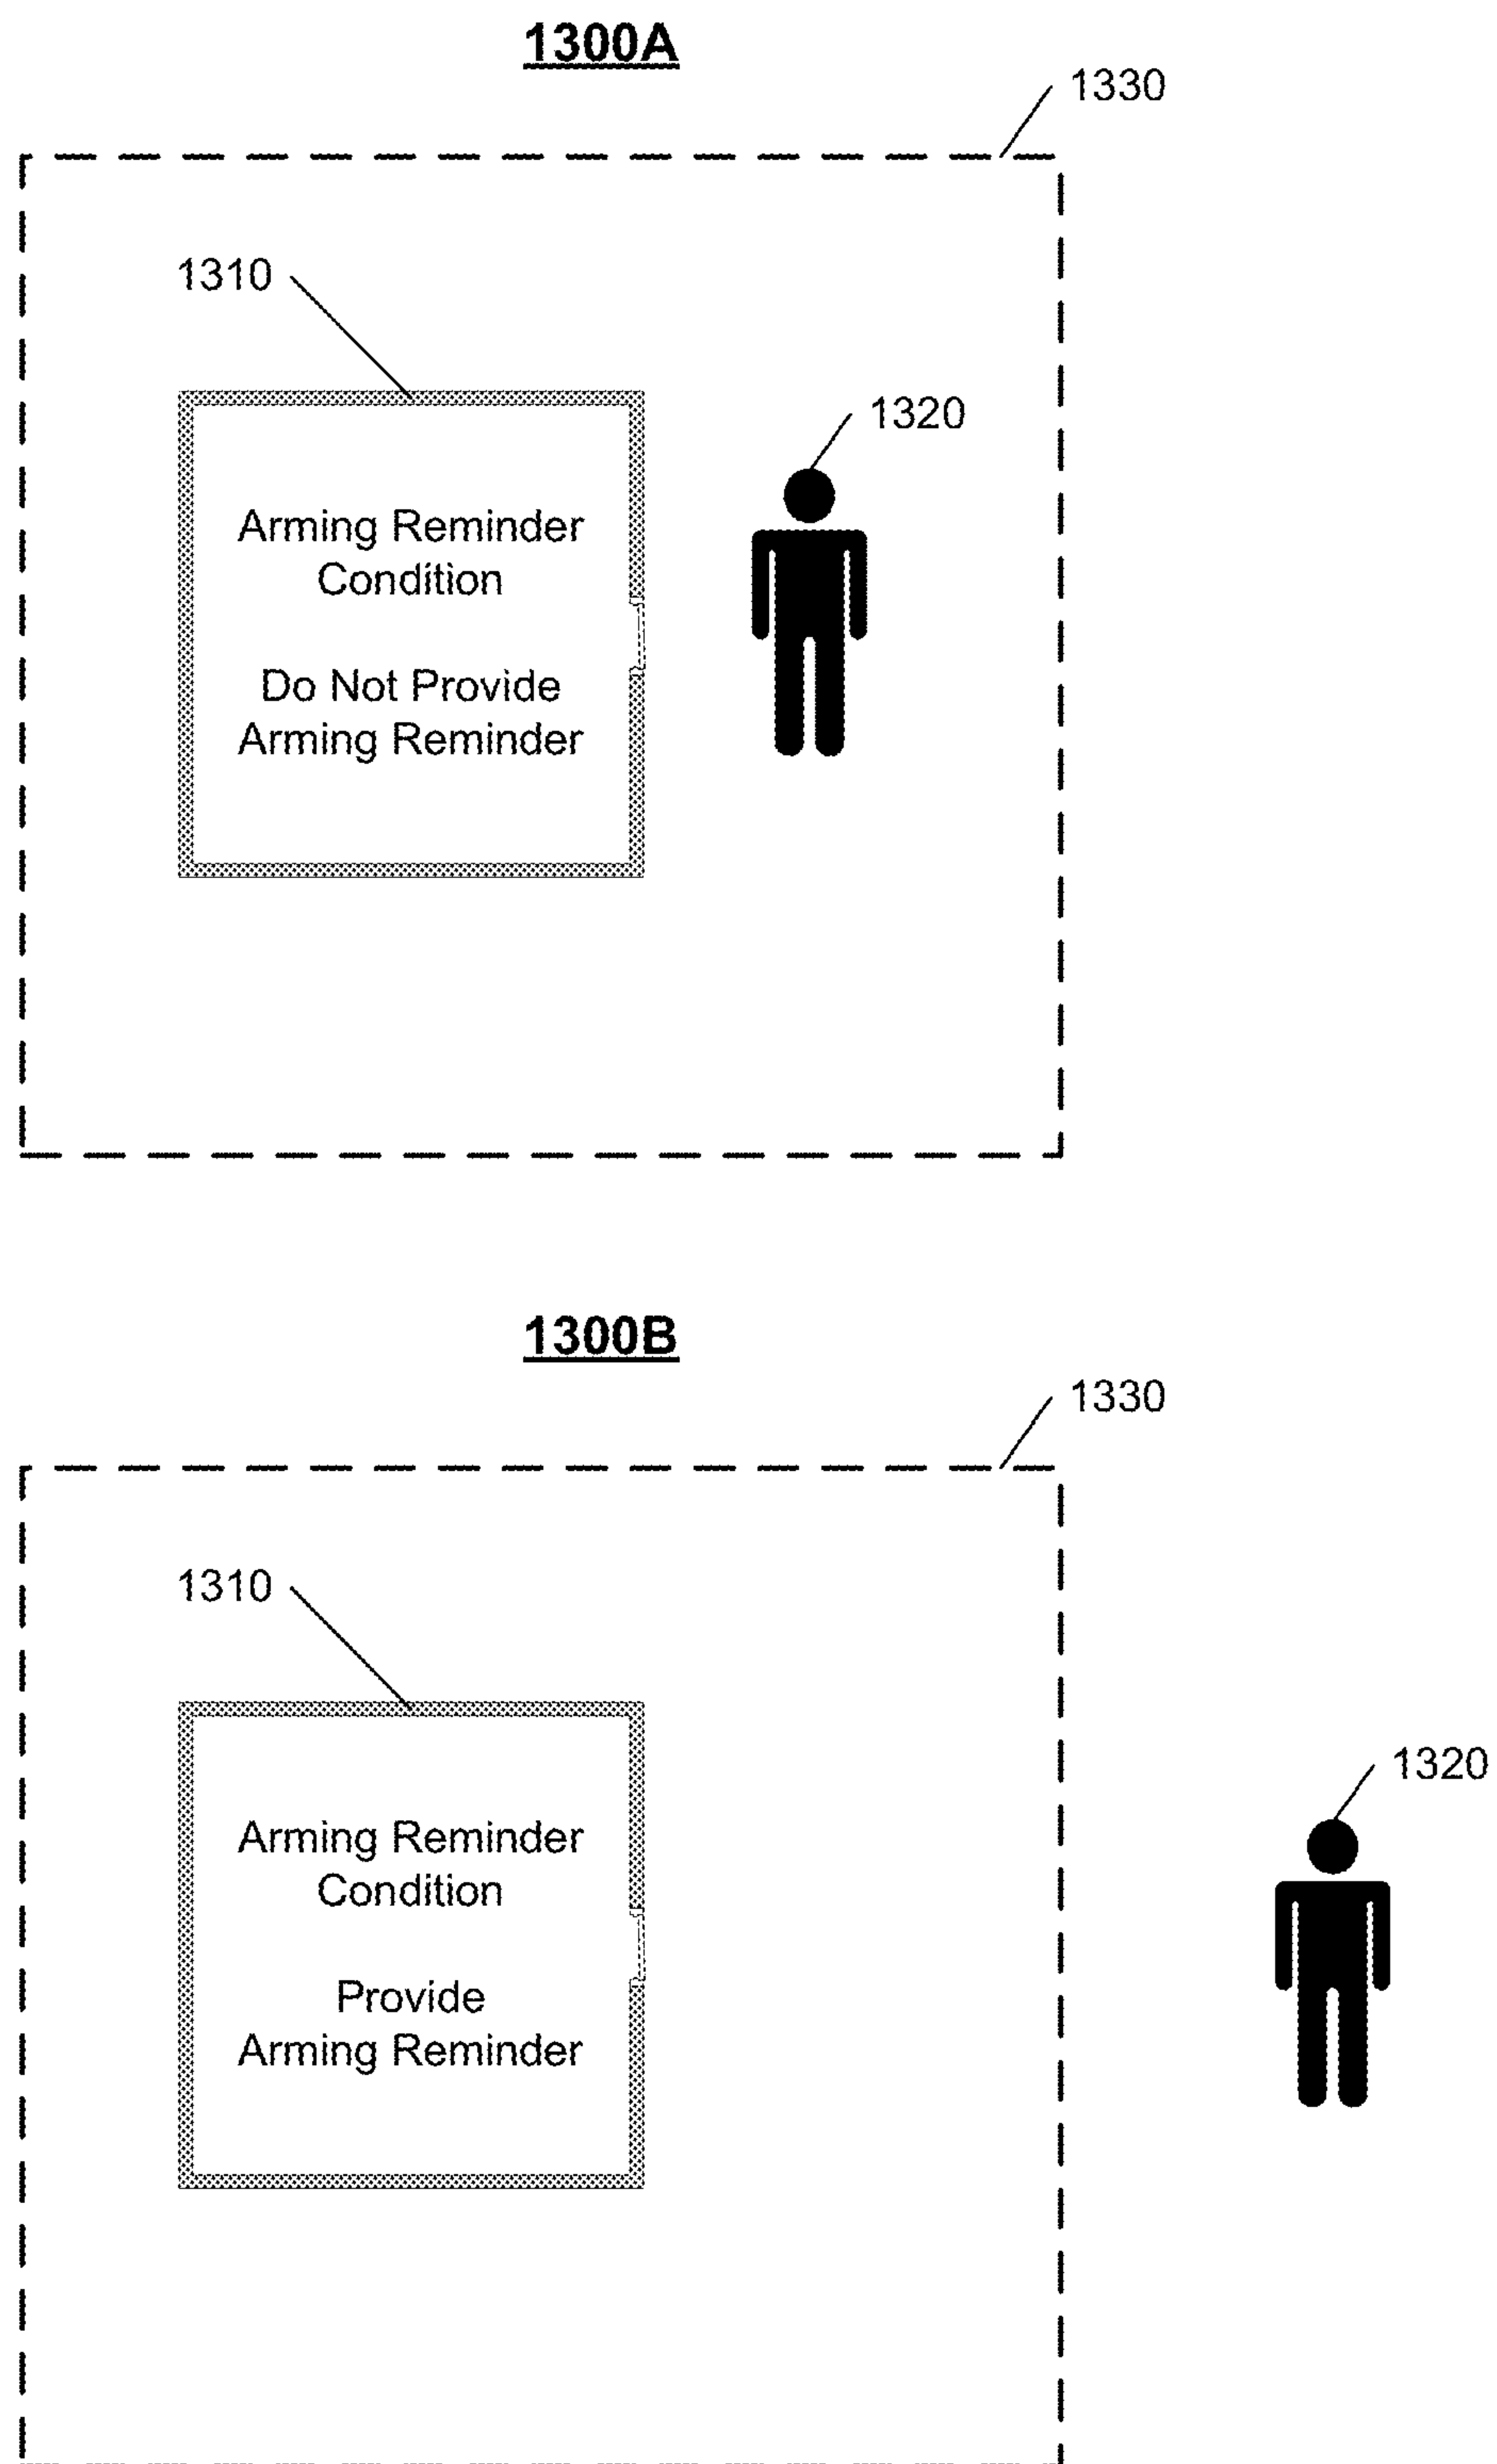 1300A
1330
1310
1320
Arming Reminder
Condition
Do Not Provide
Arming Reminder
1300B
1330
1310
1320
Arming Reminder
Condition
Provide
Arming Reminder